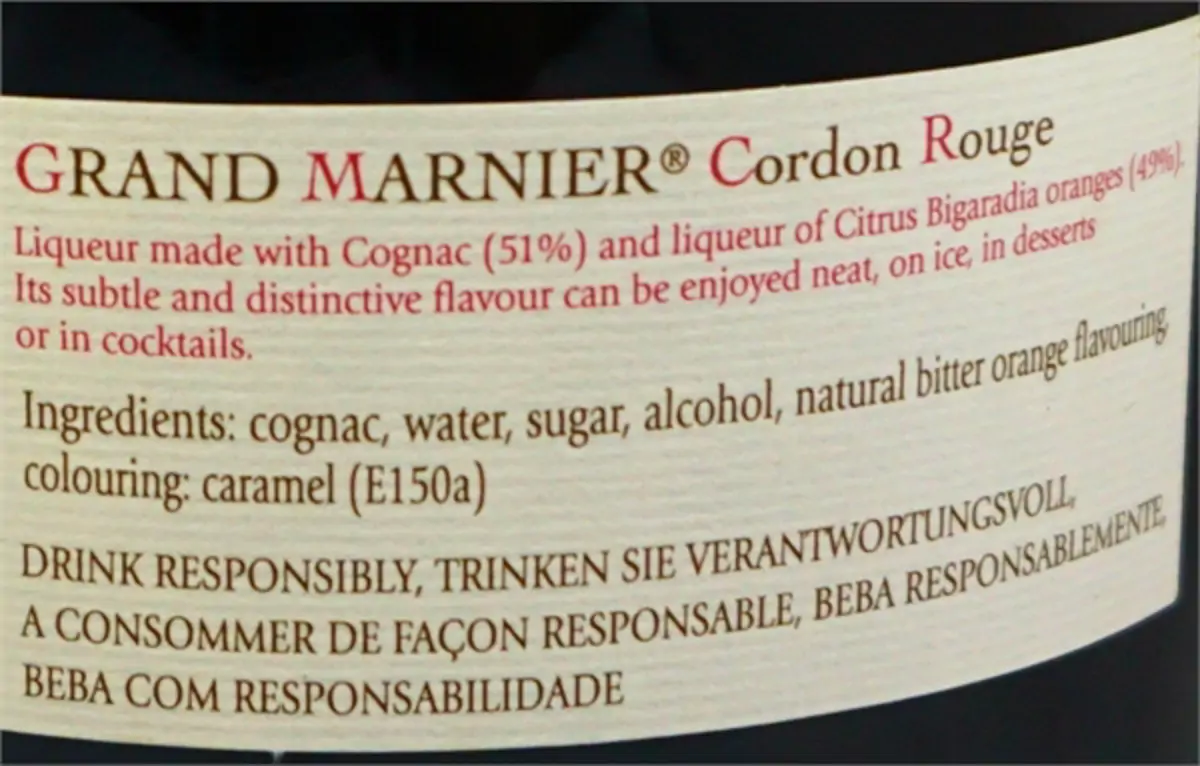 GRAND MARNIER® Cordon Rouge
Liqueur made with Cognac (51%) and liqueur of Citrus Bigaradia oranges (49%).
Its subtle and distinctive flavour can be enjoyed neat, on ice, in desserts
or in cocktails.
Ingredients: cognac, water, sugar, alcohol, natural bitter orange flavouring,
colouring: caramel (E150a)
DRINK RESPONSIBLY, TRINKEN SIE VERANTWORTUNGSVOLL,
A CONSOMMER DE FAÇON RESPONSABLE, BEBA RESPONSABLEMENTE,
BEBA COM RESPONSABILIDADE